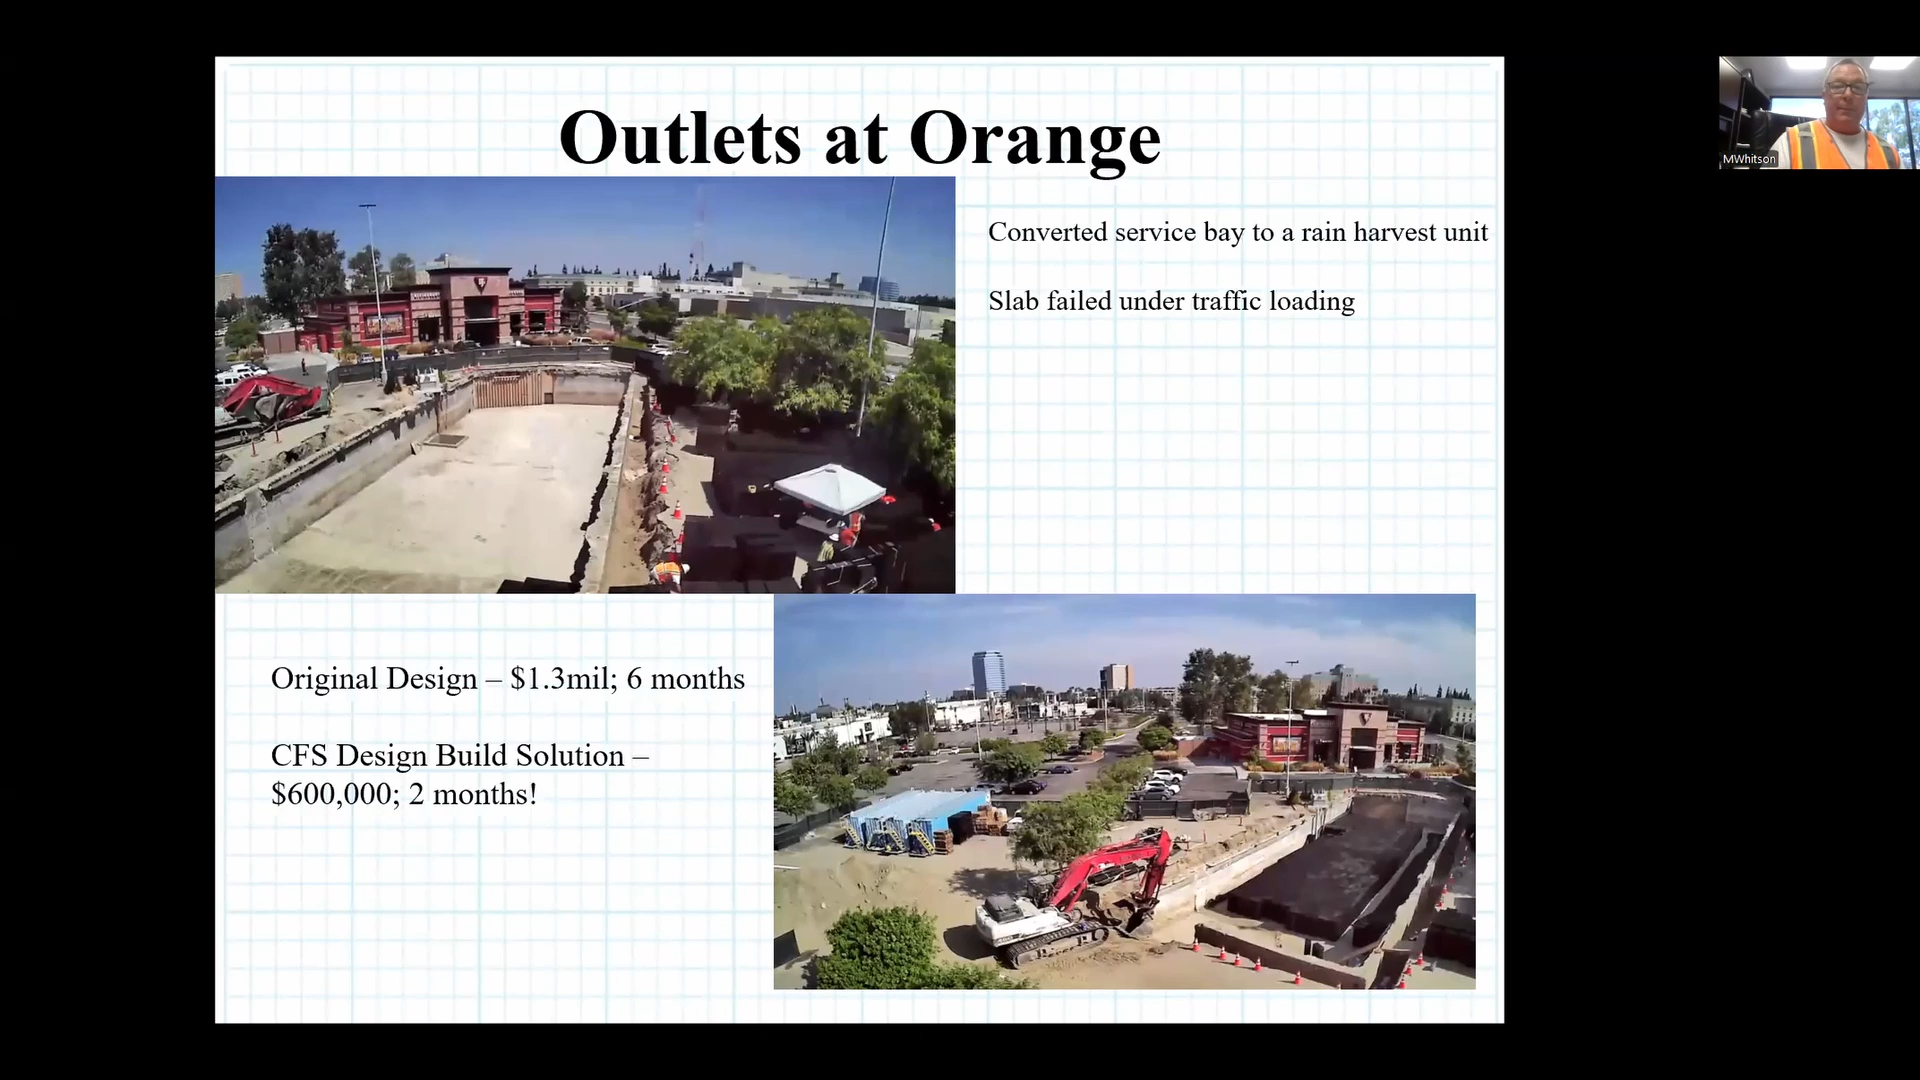 Outlets at Orange
MWhitson
Converted service bay to a rain harvest unit
Slab failed under traffic loading
Original Design – $1.3mil; 6 months
CFS Design Build Solution –
$600,000; 2 months!